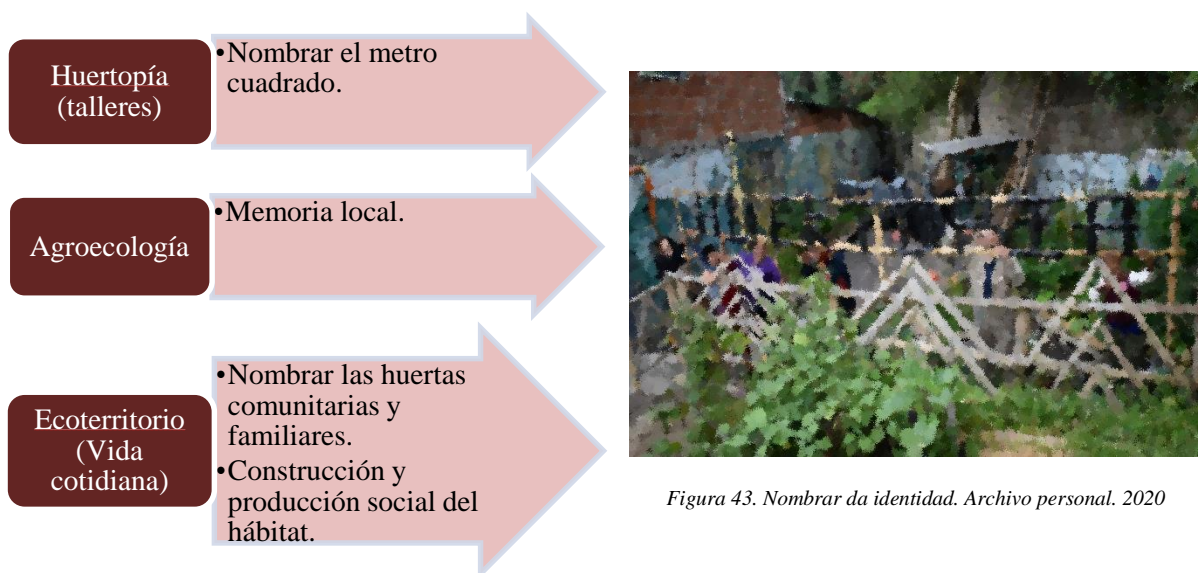 Huertopía
(talleres)
•Nombrar el metro
cuadrado.
Agroecología
•Memoria local.
Ecoterritorio
(Vida
cotidiana)
•Nombrar las huertas
comunitarias y
familiares.
•Construcción y
producción social del
hábitat.
Figura 43. Nombrar da identidad. Archivo personal. 2020